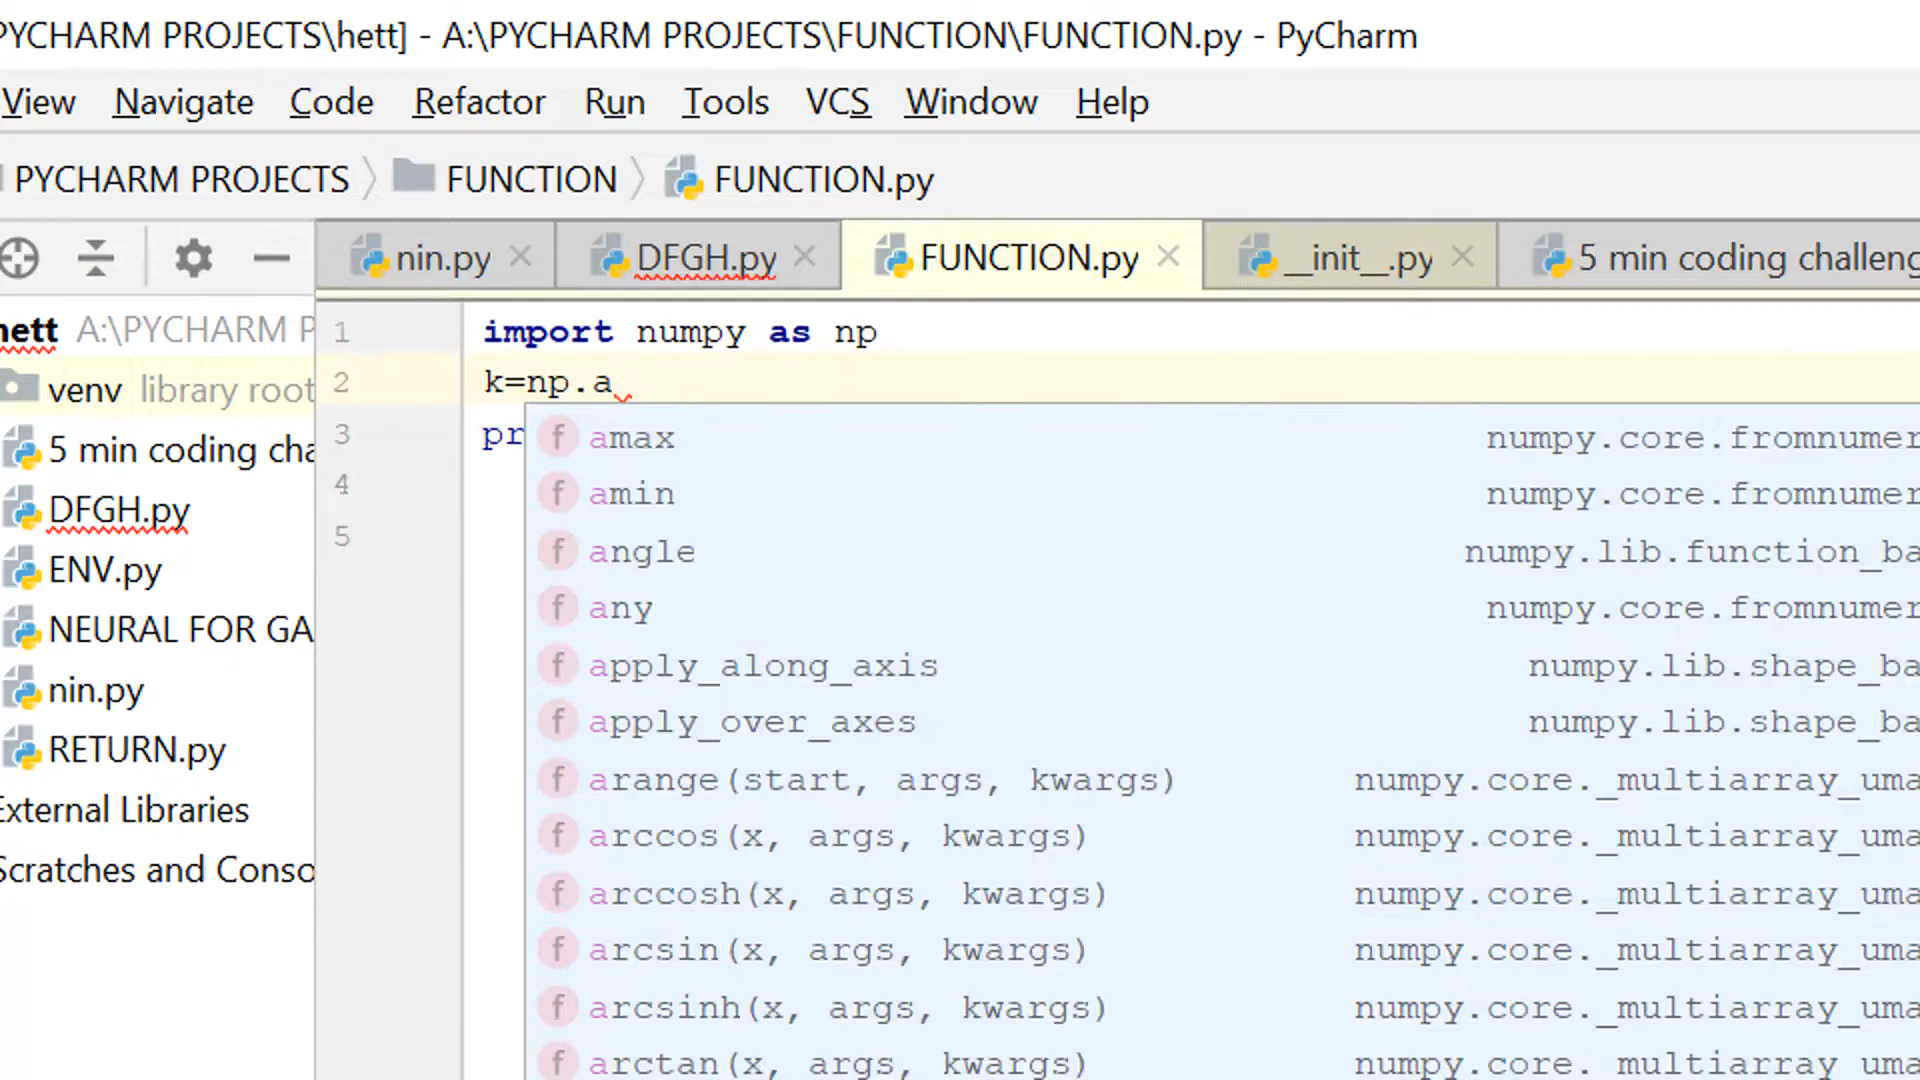 PYCHARM PROJECTS\hett] - A:\PYCHARM PROJECTS\FUNCTION\FUNCTION.py - PyCharm
View Navigate Code Refactor Run Tools VCS Window Help
PYCHARM PROJECTS FUNCTION FUNCTION.py
nin.py DFGH.py FUNCTION.py __init__.py 5 min coding challeng
hett A:\PYCHARM P
venv library root
5 min coding cha
DFGH.py
ENV.py
NEURAL FOR GA
nin.py
RETURN.py
External Libraries
Scratches and Conso
1 import numpy as np
2 k=np.a
3 pr
4
5
f amax numpy.core.fromnumer
f amin numpy.core.fromnumer
f angle numpy.lib.function_ba
f any numpy.core.fromnumer
f apply_along_axis numpy.lib.shape_ba
f apply_over_axes numpy.lib.shape_ba
f arange(start, args, kwargs) numpy.core._multiarray_uma
f arccos(x, args, kwargs) numpy.core._multiarray_uma
f arccosh(x, args, kwargs) numpy.core._multiarray_uma
f arcsin(x, args, kwargs) numpy.core._multiarray_uma
f arcsinh(x, args, kwargs) numpy.core._multiarray_uma
f arctan(x, args, kwargs) numpy.core._multiarray_uma